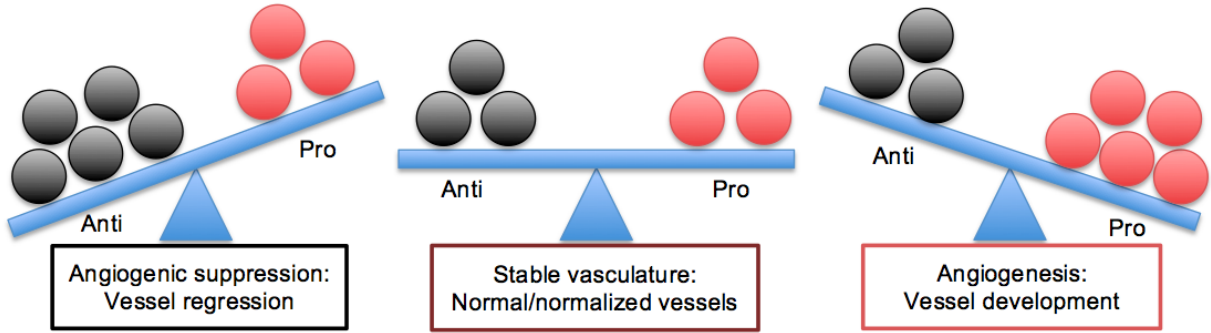 Anti
Pro
Angiogenic suppression:
Vessel regression
Anti
Pro
Stable vasculature:
Normal/normalized vessels
Anti
Pro
Angiogenesis:
Vessel development